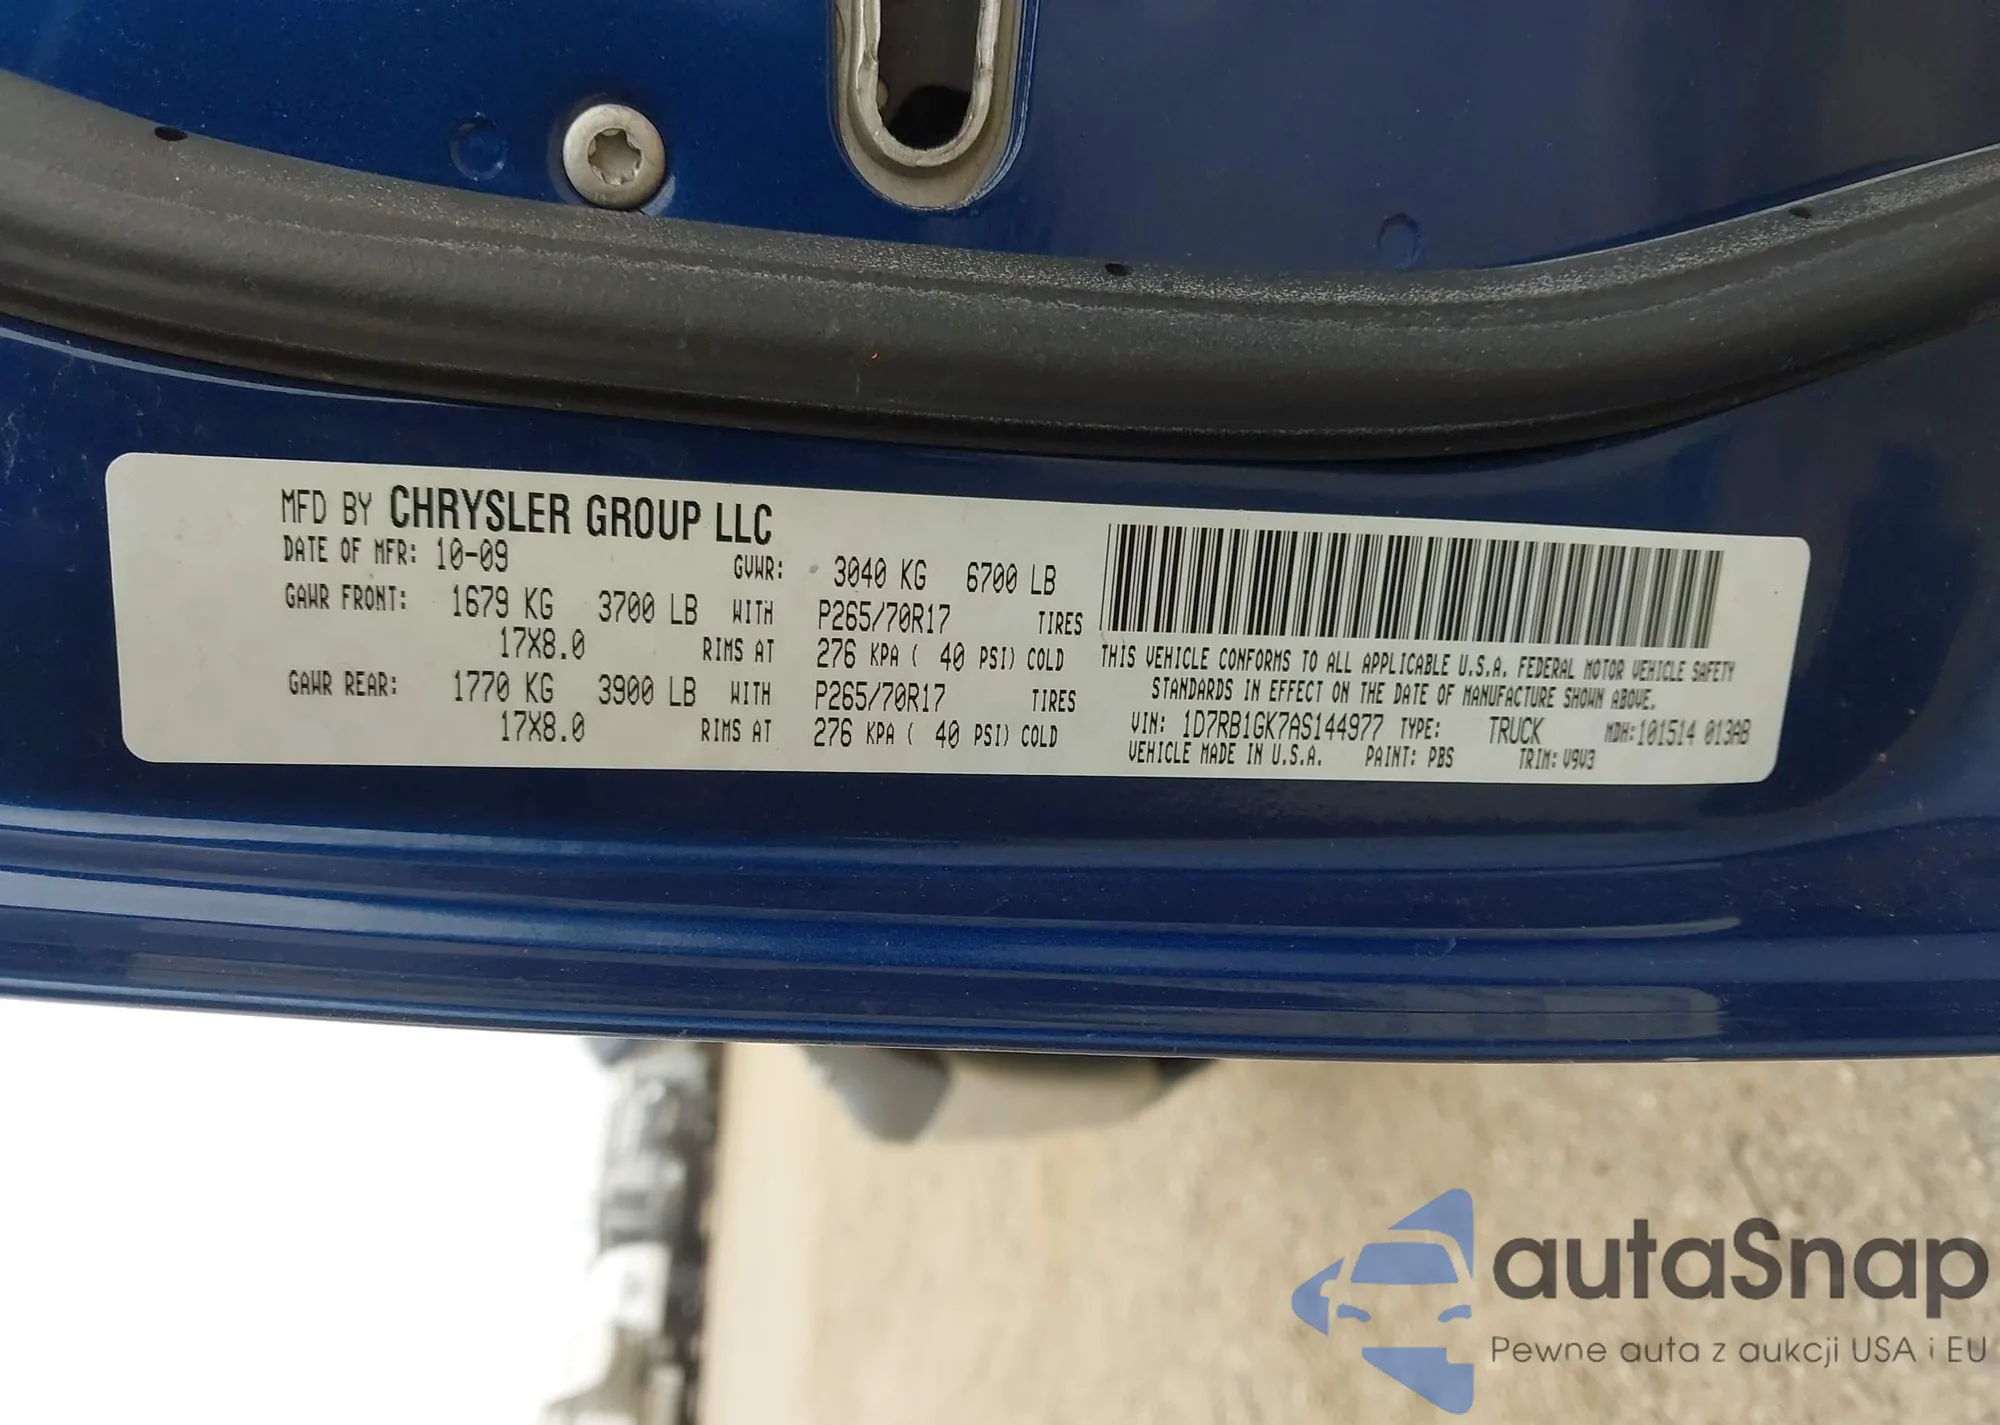 MFD BY CHRYSLER GROUP LLC
DATE OF MFR: 10-09 GVWR: 3040 KG 6700 LB
GAWR FRONT: 1679 KG 3700 LB WITH P265/70R17 TIRES
17X8.0 RIMS AT 276 KPA ( 40 PSI) COLD
GAWR REAR: 1770 KG 3900 LB WITH P265/70R17 TIRES
17X8.0 RIMS AT 276 KPA ( 40 PSI) COLD
THIS VEHICLE CONFORMS TO ALL APPLICABLE U.S.A. FEDERAL MOTOR VEHICLE SAFETY
STANDARDS IN EFFECT ON THE DATE OF MANUFACTURE SHOWN ABOVE.
VIN: 1D7RB1GK7AS144977 TYPE: TRUCK MDH:101514 013AB
VEHICLE MADE IN U.S.A. PAINT: PBS TRIM: V9V3
autaSnap
Pewne auta z aukcji USA i EU